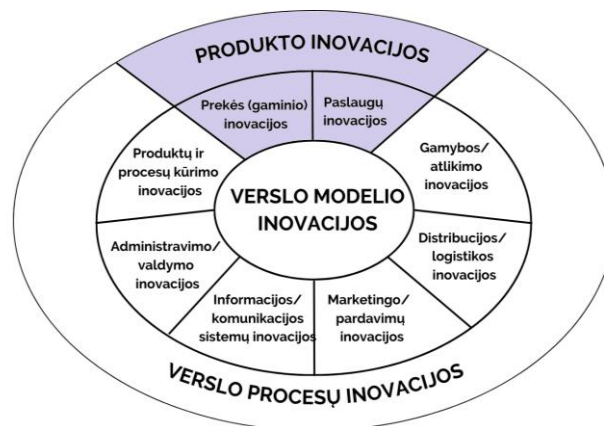 PRODUKTO INOVACIJOS
Prekės (gaminio)
inovacijos
Paslaugų
inovacijos
Produktų ir
procesų kūrimo
inovacijos
Gamybos/
atlikimo
inovacijos
VERSLO MODELIO
INOVACIJOS
Administravimo/
valdymo
inovacijos
Distribucijos/
logistikos
inovacijos
Informacijos/
komunikacijos
sistemų inovacijos
Marketingo/
pardavimų
inovacijos
VERSLO PROCESŲ INOVACIJOS